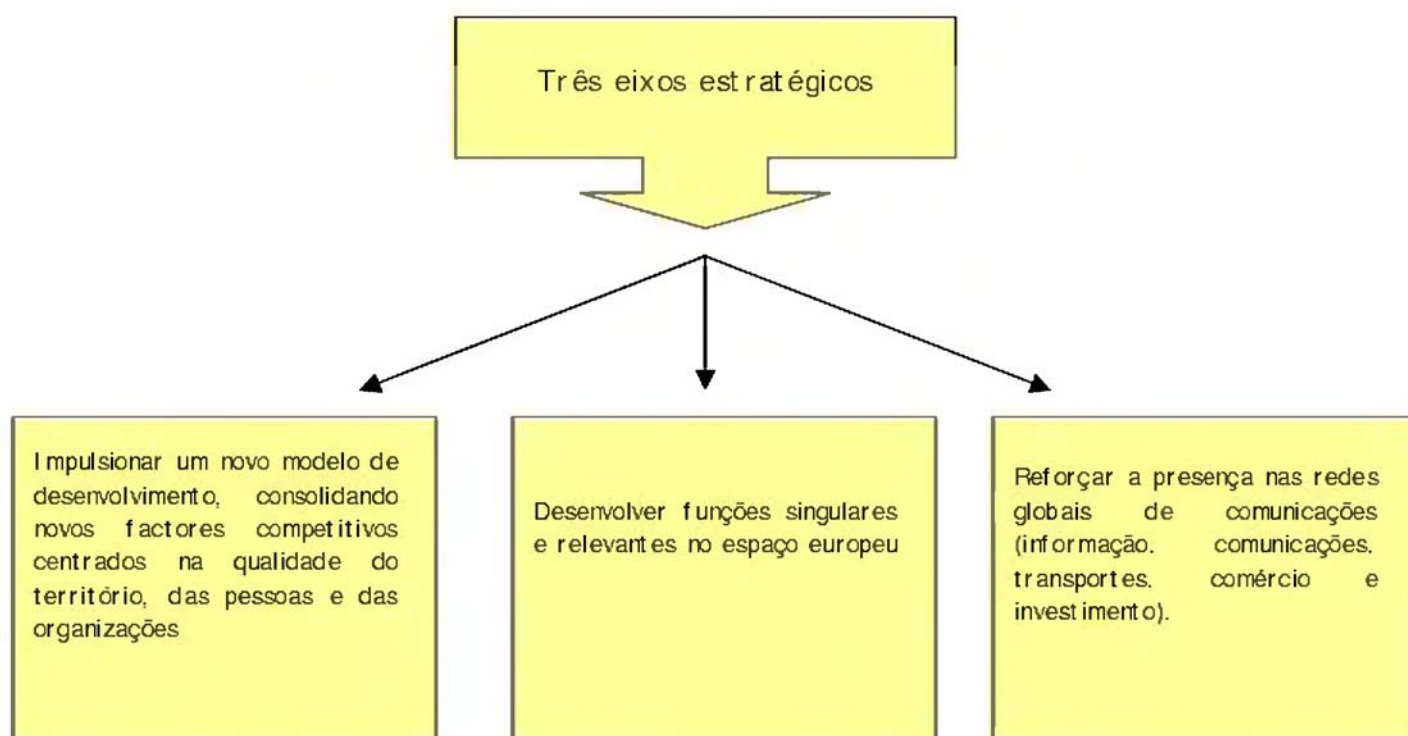 Três eixos estratégicos
Impulsionar um novo modelo de
desenvolvimento, consolidando
novos factores competitivos
centrados na qualidade do
território, das pessoas e das
organizações
Desenvolver funções singulares
e relevantes no espaço europeu
Reforçar a presença nas redes
globais de comunicações
(informação, comunicações,
transportes, comércio e
investimento).